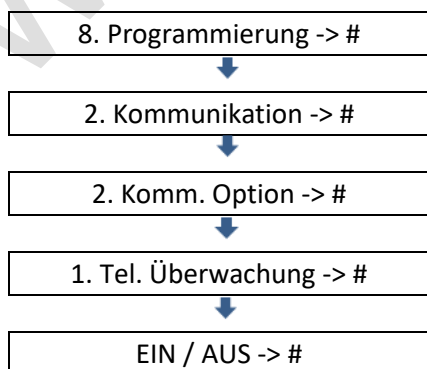 8. Programmierung -> #
2. Kommunikation -> #
2. Komm. Option -> #
1. Tel. Überwachung -> #
EIN / AUS -> #